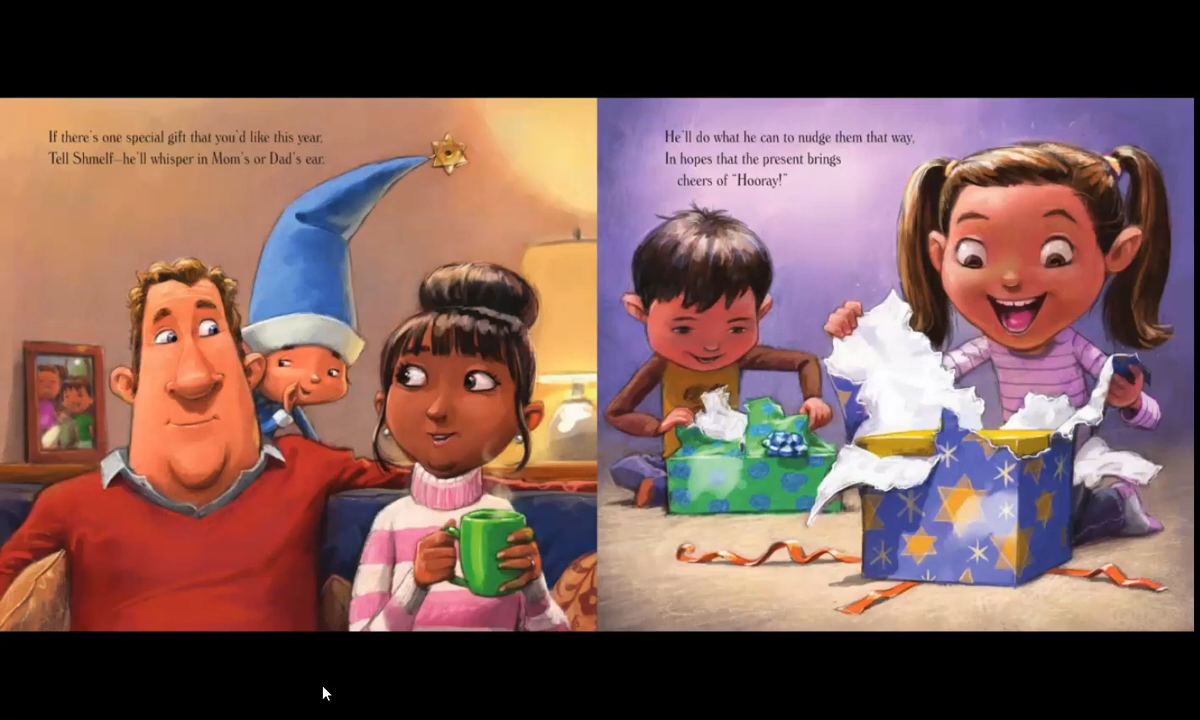 If there's one special gift that you'd like this year,
Tell Shmelf—he'll whisper in Mom's or Dad's ear.
He'll do what he can to nudge them that way,
In hopes that the present brings
cheers of “Hooray!”